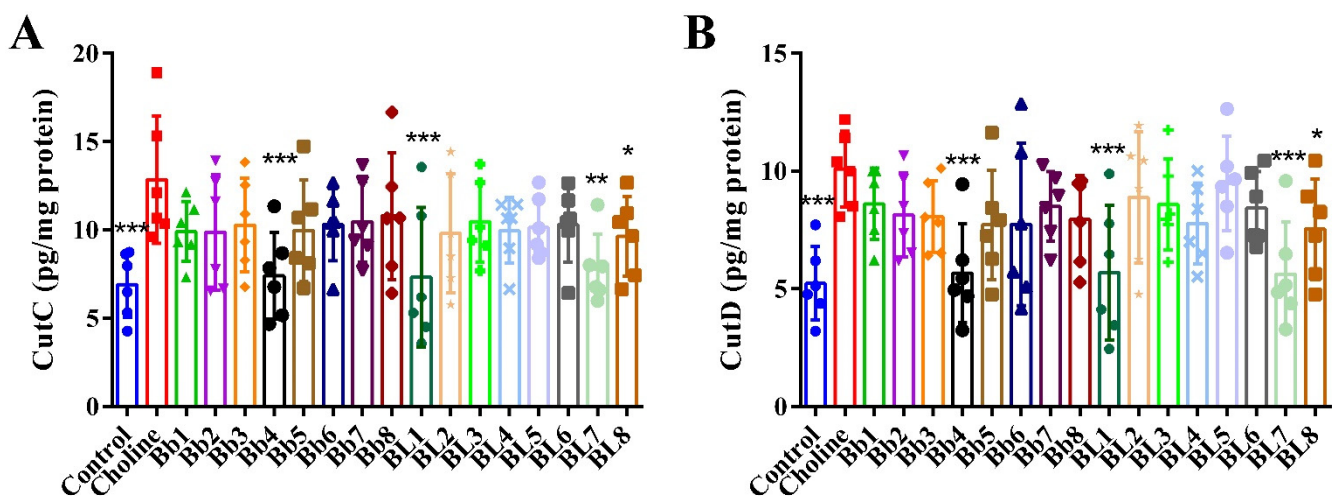 A
CutC (pg/mg protein)
20
15
10
5
0
***
***
***
**
*
Control
Choline
Bb1
Bb2
Bb3
Bb4
Bb5
Bb6
Bb7
Bb8
BL1
BL2
BL3
BL4
BL5
BL6
BL7
BL8
B
CutD (pg/mg protein)
15
10
5
0
***
***
***
***
*
Control
Choline
Bb1
Bb2
Bb3
Bb4
Bb5
Bb6
Bb7
Bb8
BL1
BL2
BL3
BL4
BL5
BL6
BL7
BL8